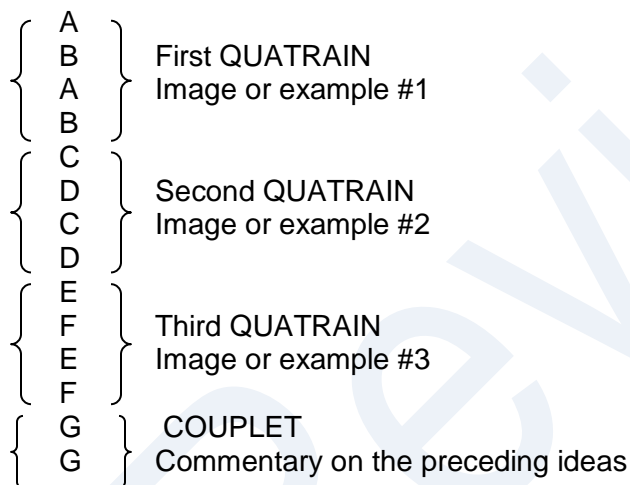 A
B First QUATRAIN
A Image or example #1
B
C
D Second QUATRAIN
C Image or example #2
D
E
F Third QUATRAIN
E Image or example #3
F
G COUPLET
G Commentary on the preceding ideas